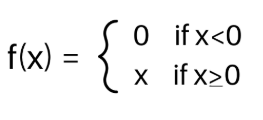 f(x) = { 0 if x<0
x if x≥0